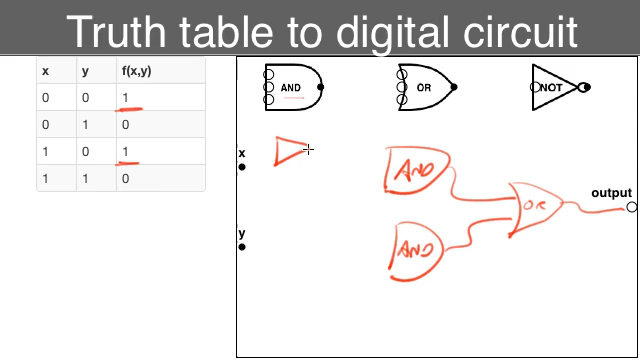 Truth table to digital circuit
x y f(x,y)
0 0 1
0 1 0
1 0 1
1 1 0
AND OR NOT
x
y
AND
AND
OR
output